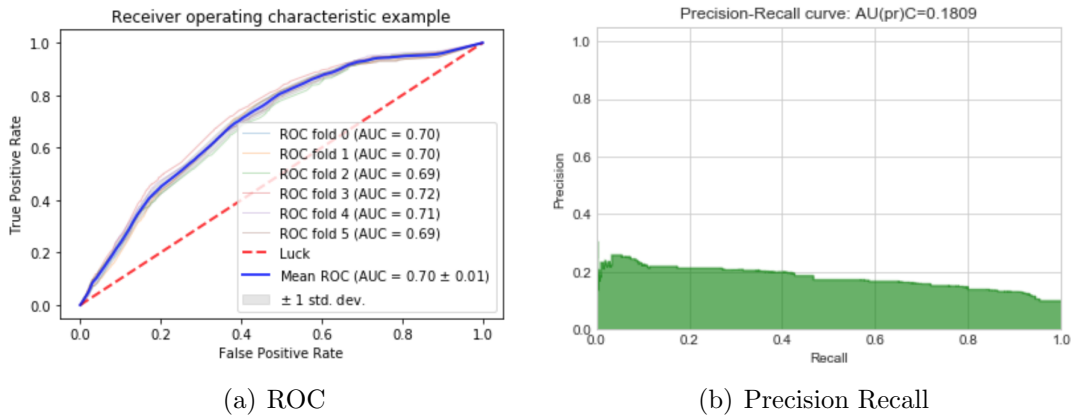 Receiver operating characteristic example
1.0
0.8
0.6
0.4
0.2
0.0
True Positive Rate
ROC fold 0 (AUC = 0.70)
ROC fold 1 (AUC = 0.70)
ROC fold 2 (AUC = 0.69)
ROC fold 3 (AUC = 0.72)
ROC fold 4 (AUC = 0.71)
ROC fold 5 (AUC = 0.69)
Luck
Mean ROC (AUC = 0.70 ± 0.01)
± 1 std. dev.
0.0 0.2 0.4 0.6 0.8 1.0
False Positive Rate
(a) ROC
Precision-Recall curve: AU(pr)C=0.1809
1.0
0.8
0.6
0.4
0.2
0.0
Precision
0.0 0.2 0.4 0.6 0.8 1.0
Recall
(b) Precision Recall